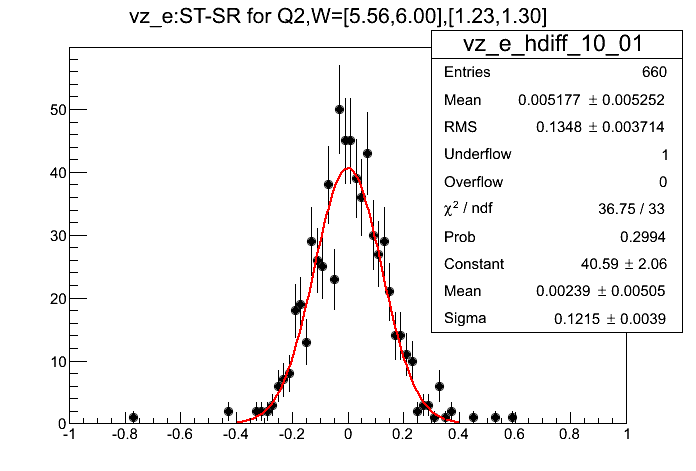 vz_e:ST-SR for Q2,W=[5.56,6.00],[1.23,1.30]
vz_e_hdiff_10_01
Entries 660
Mean 0.005177 ± 0.005252
RMS 0.1348 ± 0.003714
Underflow 1
Overflow 0
χ² / ndf 36.75 / 33
Prob 0.2994
Constant 40.59 ± 2.06
Mean 0.00239 ± 0.00505
Sigma 0.1215 ± 0.0039
50
40
30
20
10
0
-1 -0.8 -0.6 -0.4 -0.2 0 0.2 0.4 0.6 0.8 1